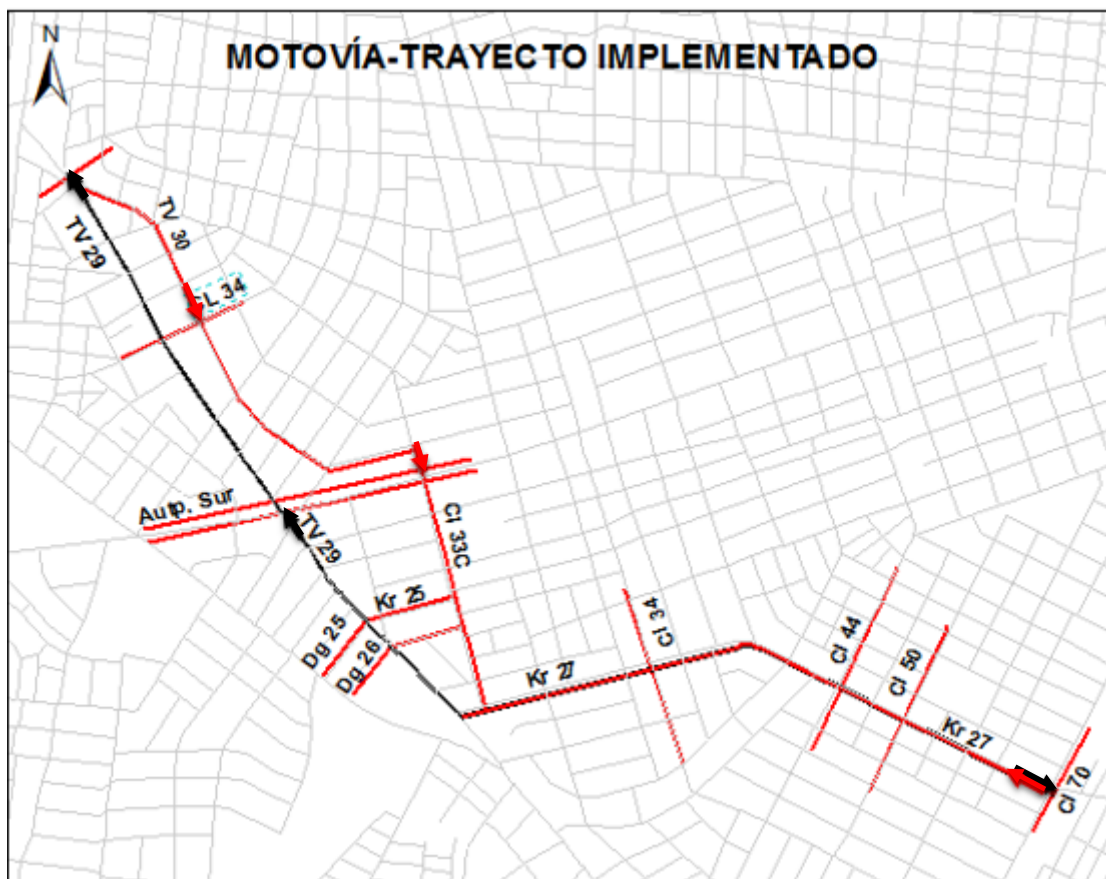 N
MOTOVÍA-TRAYECTO IMPLEMENTADO
TV 30
TV 29
CL 34
Autp. Sur
TV 29
Cl 33C
Kr 25
Dg 25
Dg 26
Cl 34
Kr 27
Cl 44
Cl 50
Kr 27
Cl 70